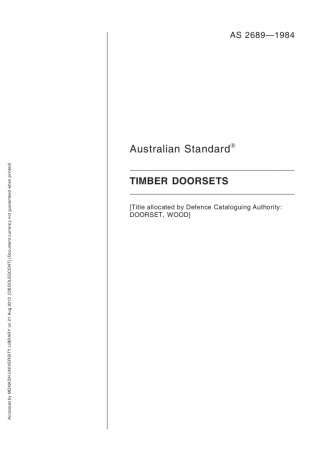 AS 2689—1984
Australian Standard®
TIMBER DOORSETS
[Title allocated by Defence Cataloguing Authority:
DOORSET, WOOD]
Accessed by MONASH UNIVERSITY LIBRARY on 21 Aug 2013 [OBSOLESCENT] (Document currency not guaranteed when printed)